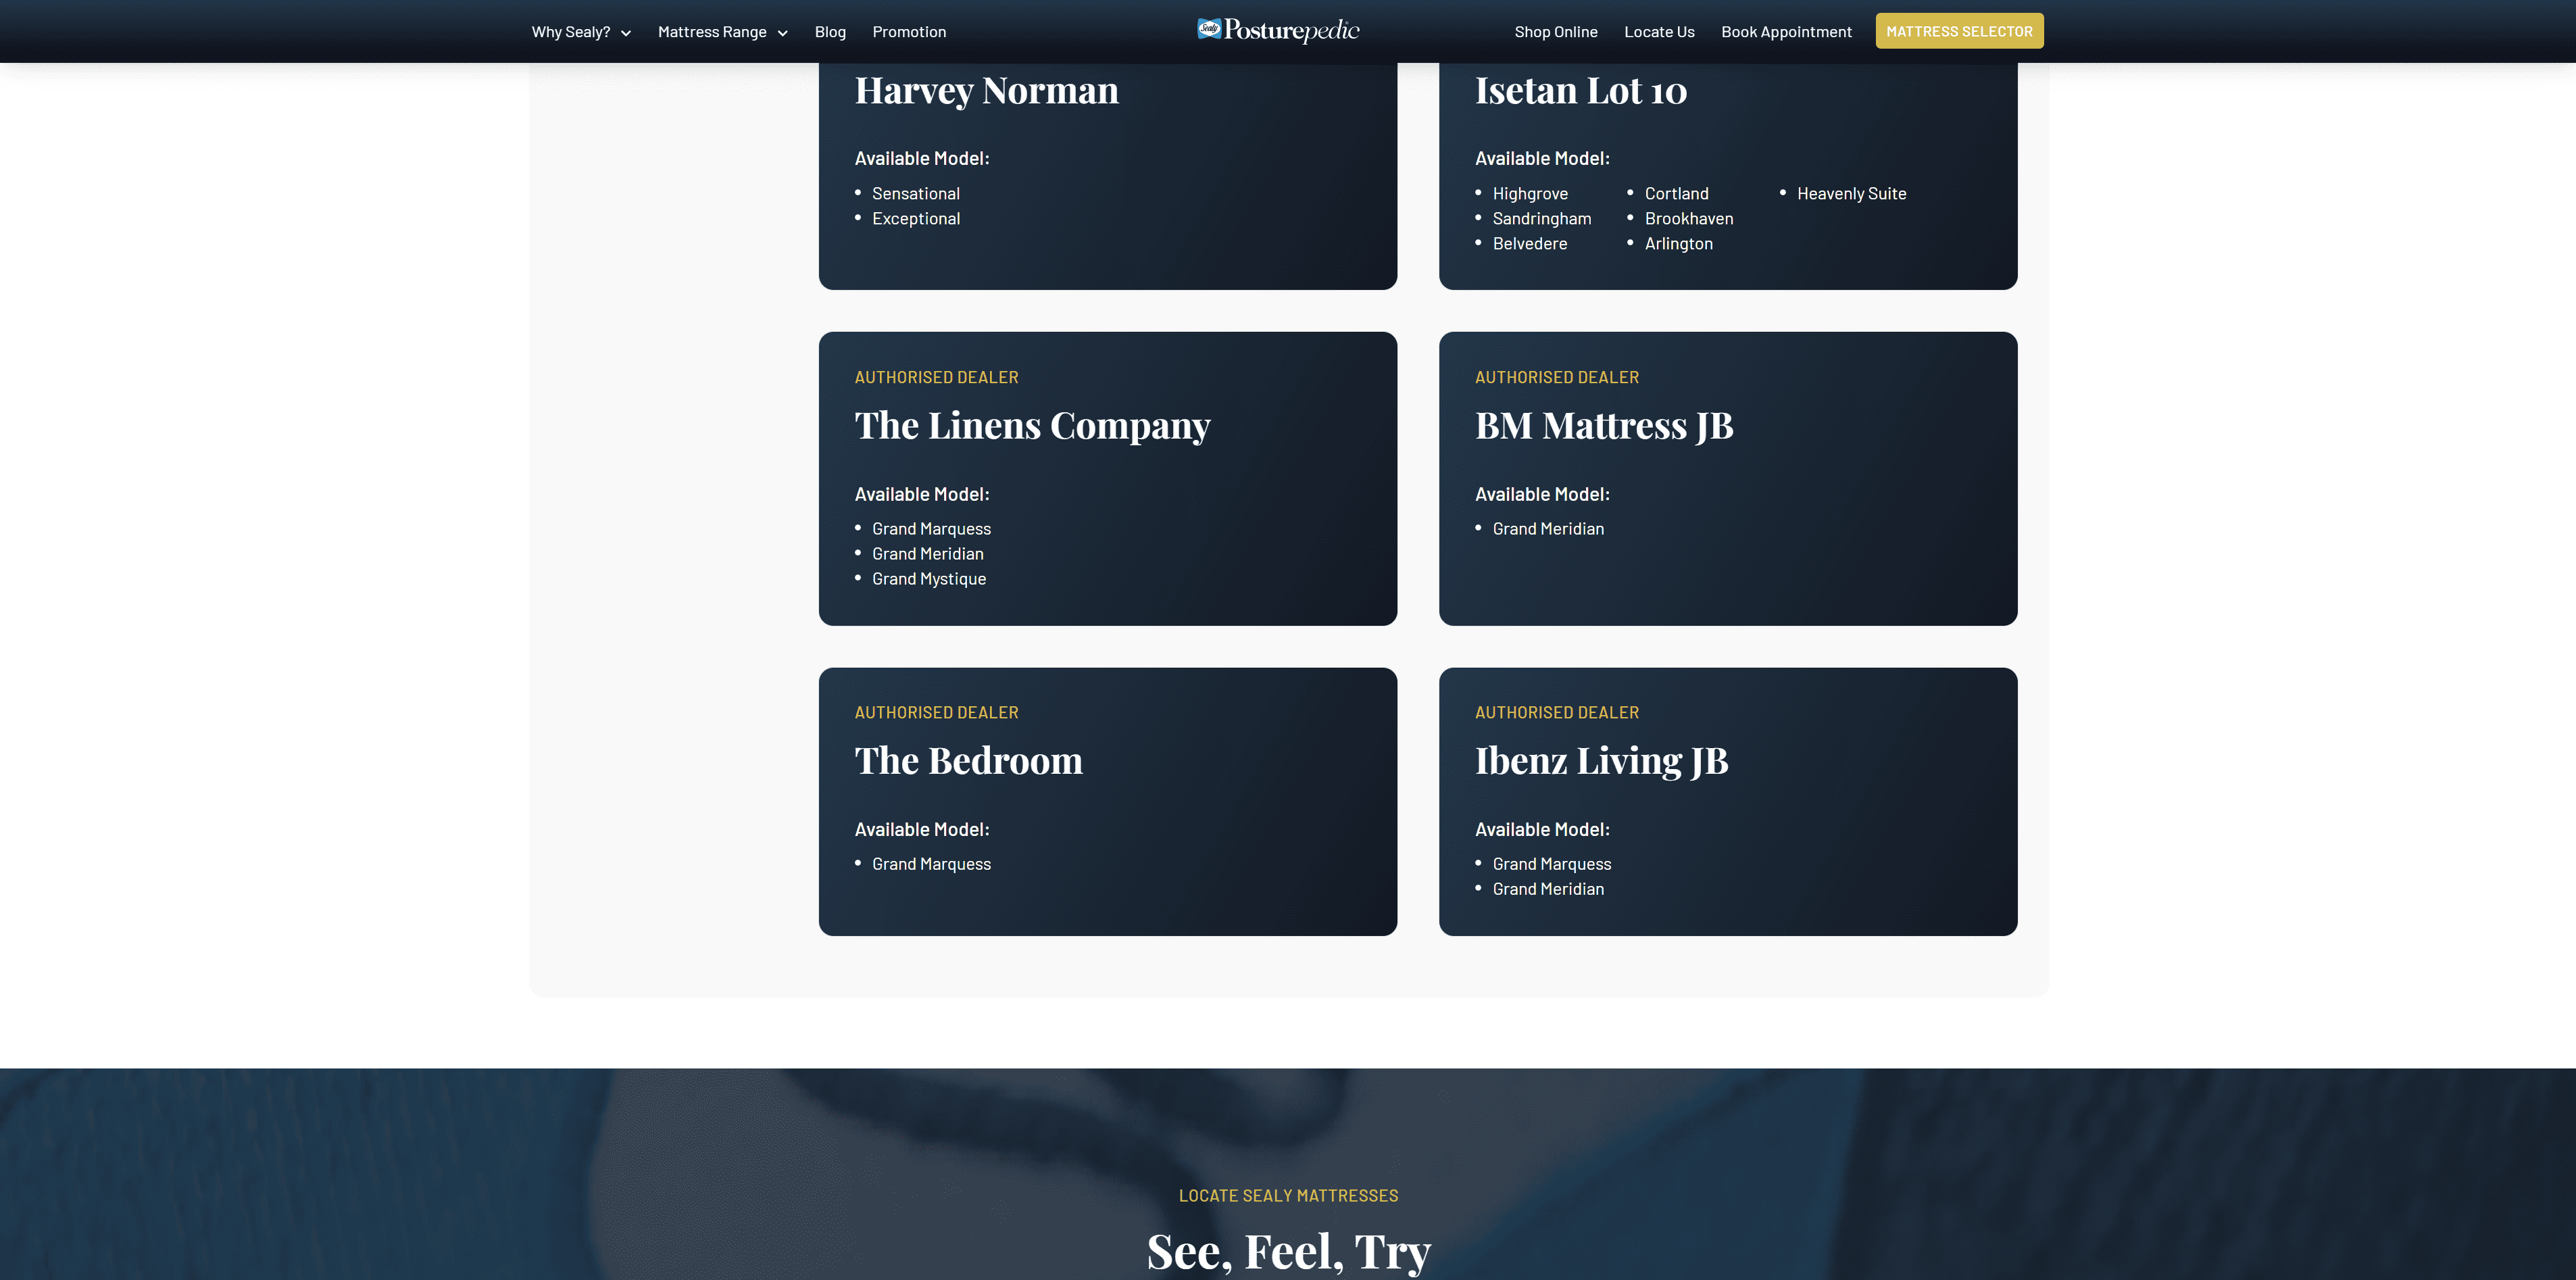 Why Sealy? Mattress Range Blog Promotion Sealy Posturepedic Shop Online Locate Us Book Appointment MATTRESS SELECTOR
Harvey Norman
Available Model:
• Sensational
• Exceptional
Isetan Lot 10
Available Model:
• Highgrove • Cortland • Heavenly Suite
• Sandringham • Brookhaven
• Belvedere • Arlington
AUTHORISED DEALER
The Linens Company
Available Model:
• Grand Marquess
• Grand Meridian
• Grand Mystique
AUTHORISED DEALER
BM Mattress JB
Available Model:
• Grand Meridian
AUTHORISED DEALER
The Bedroom
Available Model:
• Grand Marquess
AUTHORISED DEALER
Ibenz Living JB
Available Model:
• Grand Marquess
• Grand Meridian
LOCATE SEALY MATTRESSES
See, Feel, Try